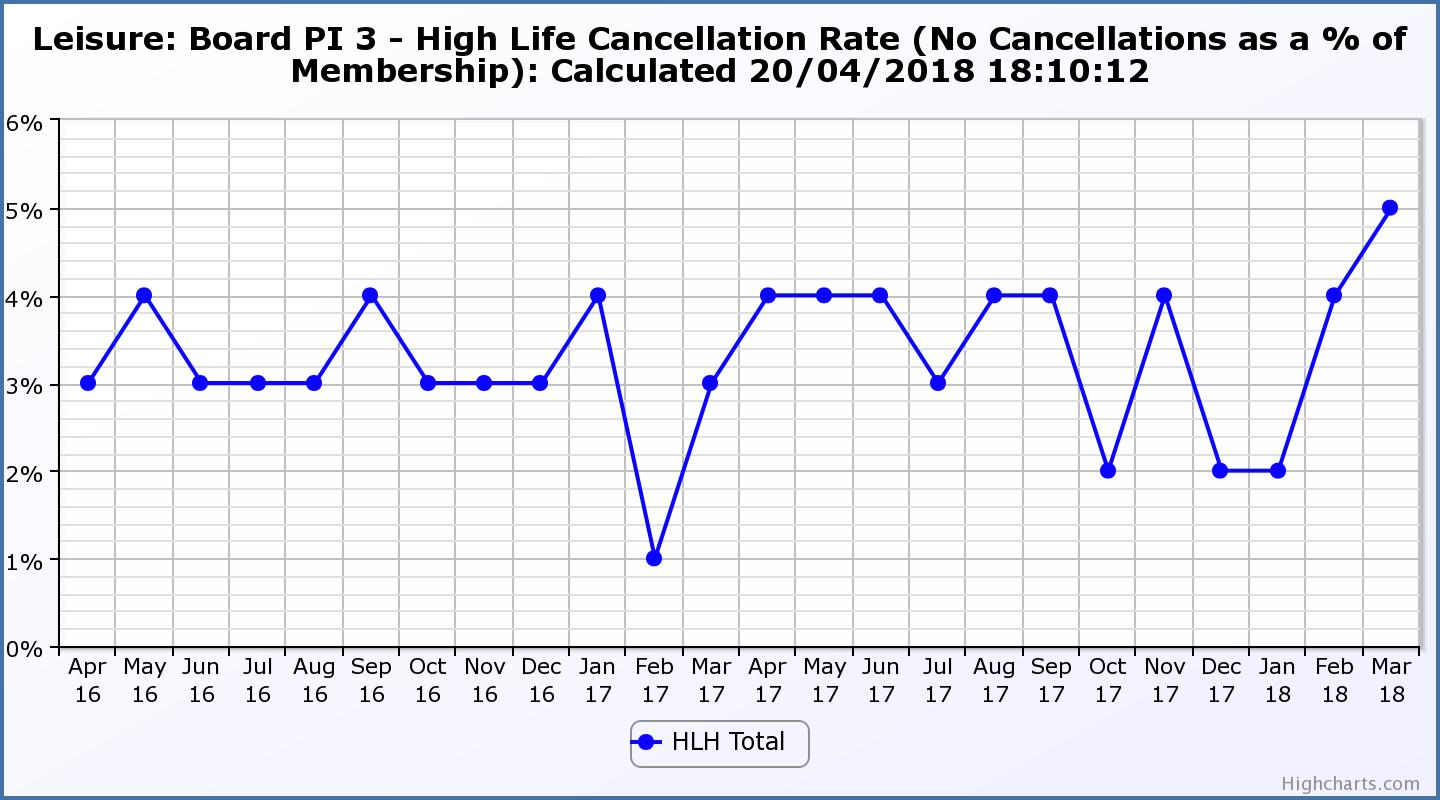 Leisure: Board PI 3 - High Life Cancellation Rate (No Cancellations as a % of
Membership): Calculated 20/04/2018 18:10:12
6%
5%
4%
3%
2%
1%
0%
Apr May Jun Jul Aug Sep Oct Nov Dec Jan Feb Mar Apr May Jun Jul Aug Sep Oct Nov Dec Jan Feb Mar
16 16 16 16 16 16 16 16 16 17 17 17 17 17 17 17 17 17 17 17 17 18 18 18
HLH Total
Highcharts.com